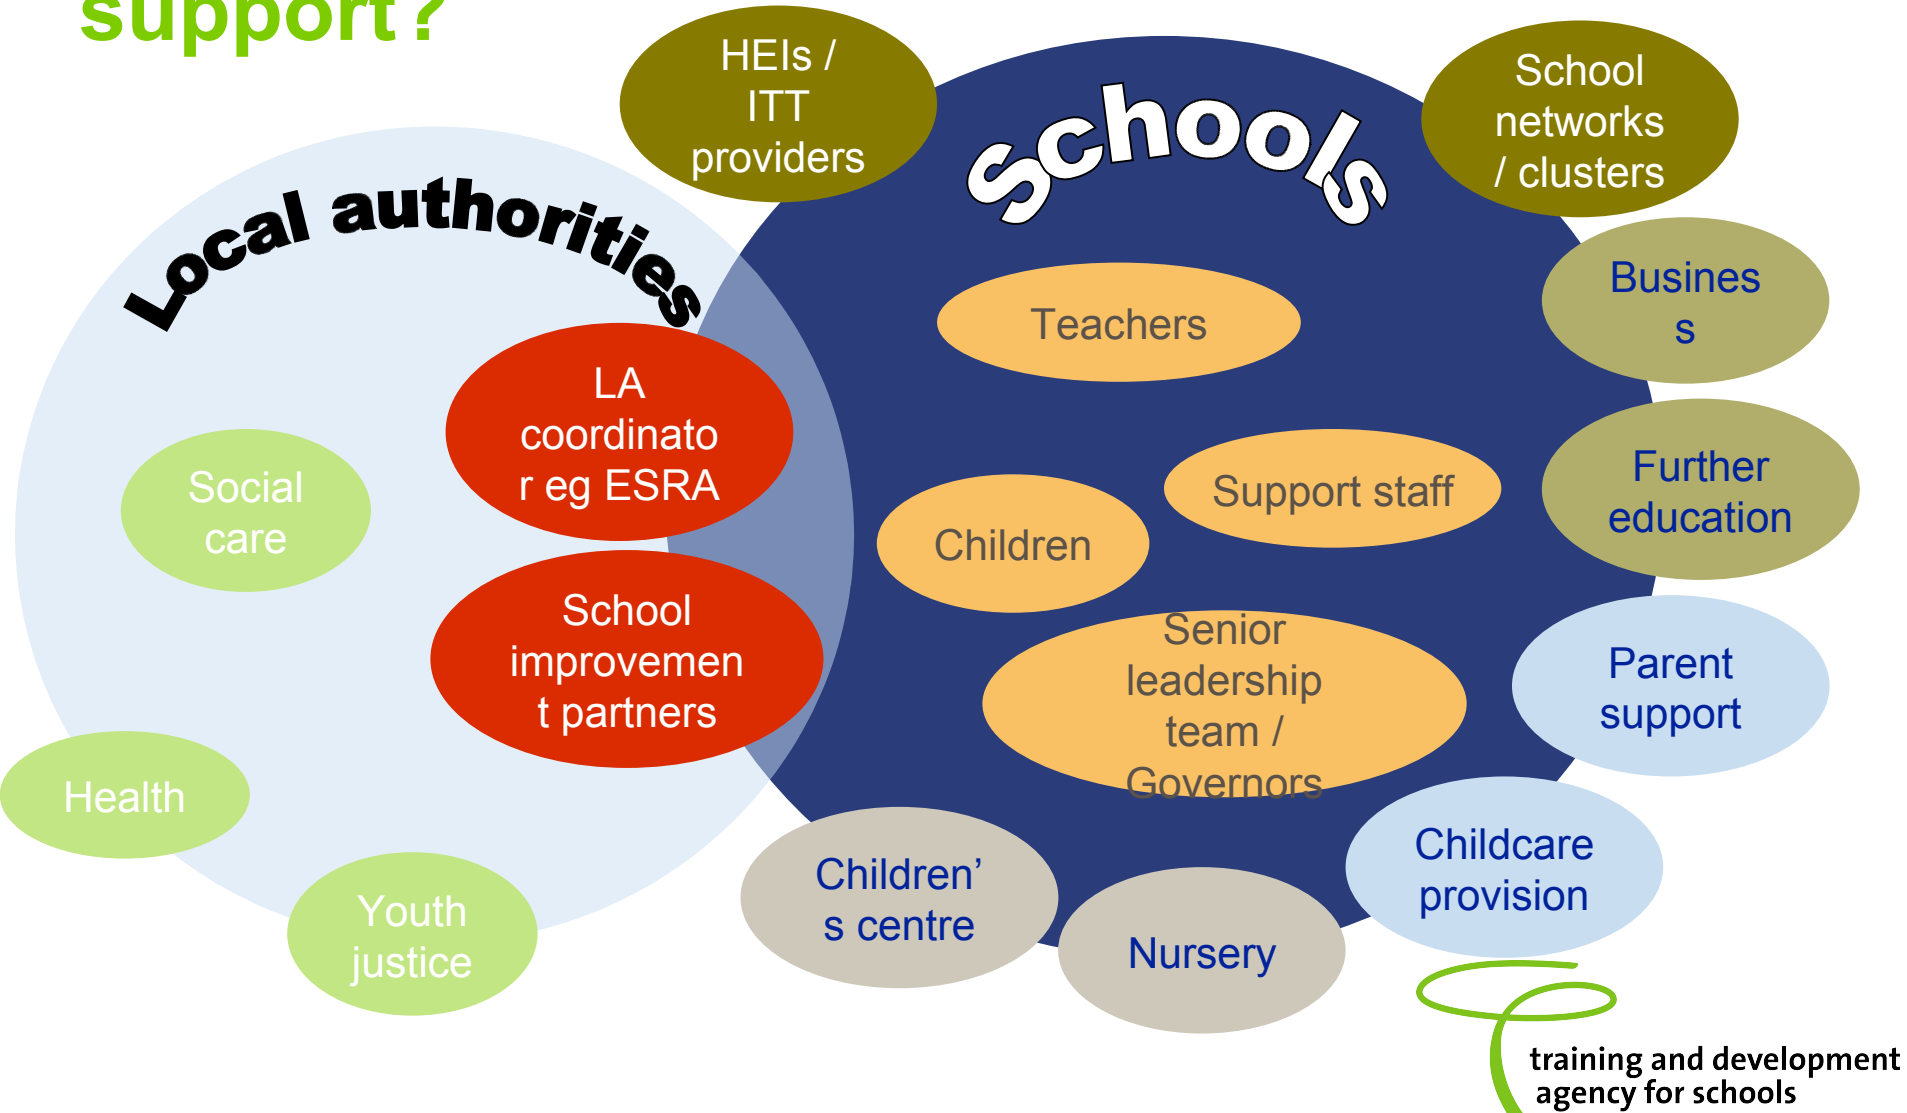 support?
HEIs /
ITT
providers
Schools
School
networks
/ clusters
Local authorities
Busines
s
Teachers
LA
coordinato
r eg ESRA
Social
care
Children
Support staff
Further
education
School
improvemen
t partners
Senior
leadership
team /
Governors
Parent
support
Health
Youth
justice
Children’
s centre
Nursery
Childcare
provision
training and development
agency for schools